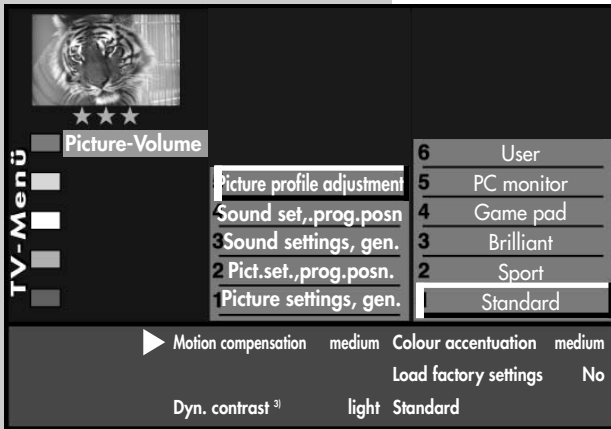 TV-Menü
Picture-Volume
Picture profile adjustment
4 Sound set,.prog.posn
3 Sound settings, gen.
2 Pict.set.,prog.posn.
1 Picture settings, gen.
6 User
5 PC monitor
4 Game pad
3 Brilliant
2 Sport
1 Standard
Motion compensation medium Colour accentuation medium
Load factory settings No
Dyn. contrast 3) light Standard